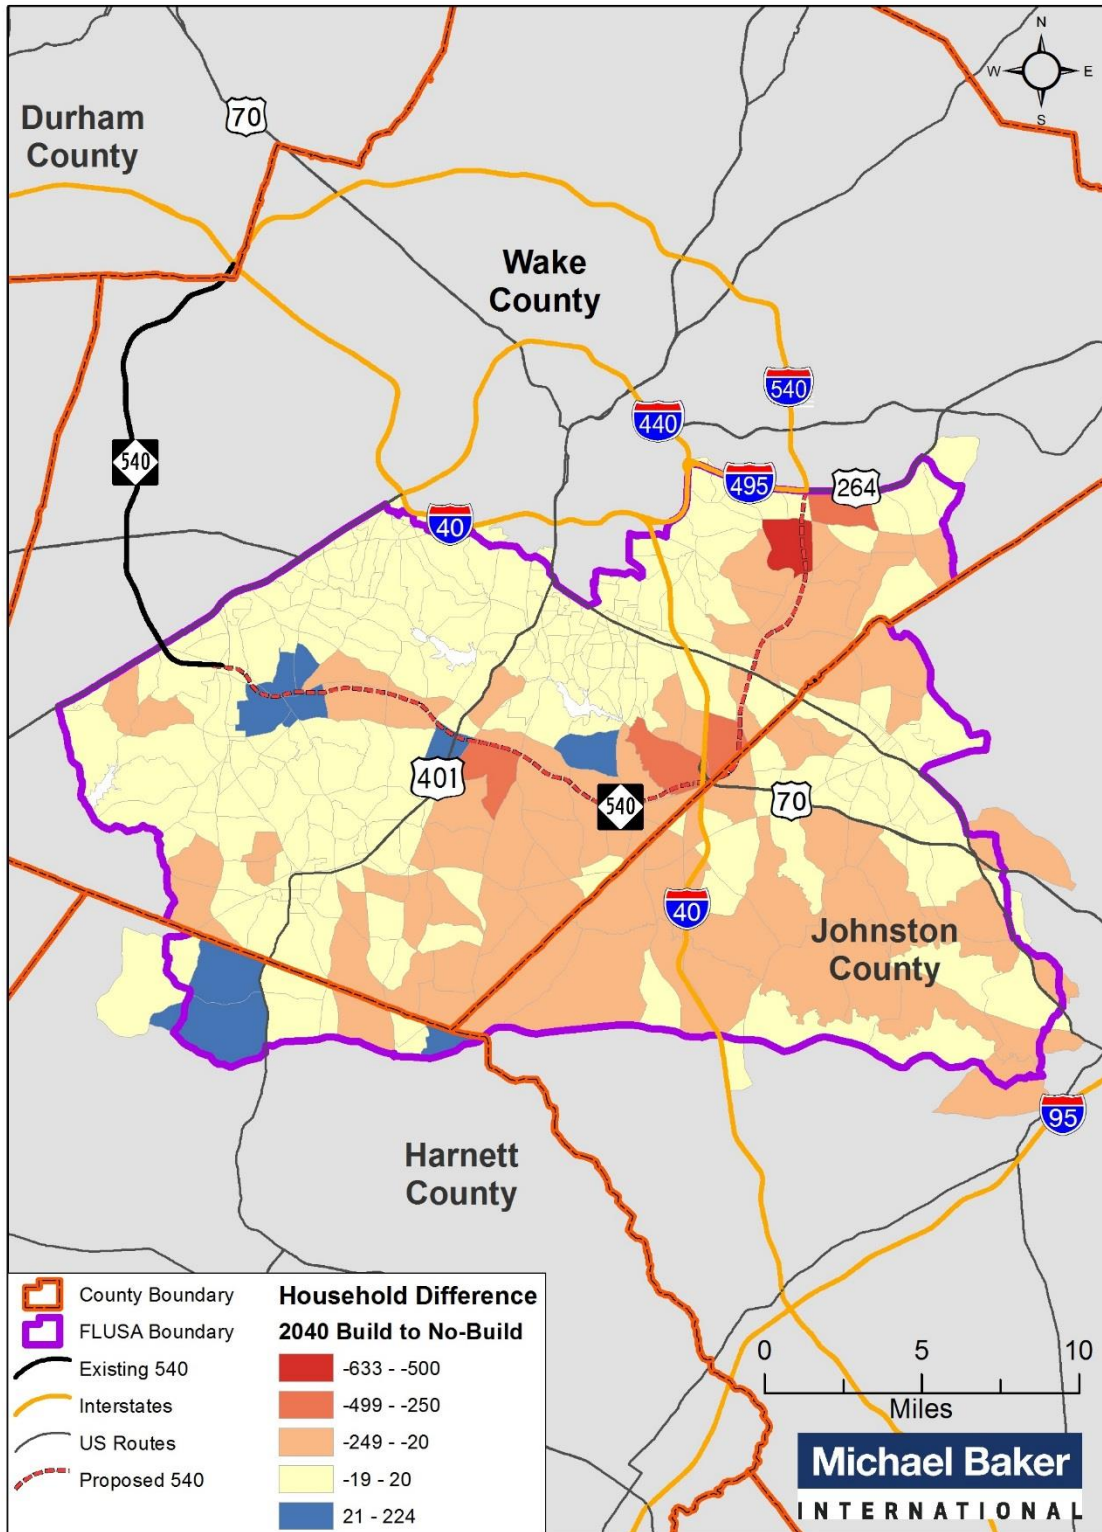 N
W
E
S
70
Durham
County
Wake
County
540
440
540
495
264
40
401
540
70
40
Johnston
County
Harnett
County
95
County Boundary
FLUSA Boundary
Existing 540
Interstates
US Routes
Proposed 540
Household Difference
2040 Build to No-Build
-633 - -500
-499 - -250
-249 - -20
-19 - 20
21 - 224
0 5 10
Miles
Michael Baker
INTERNATIONAL